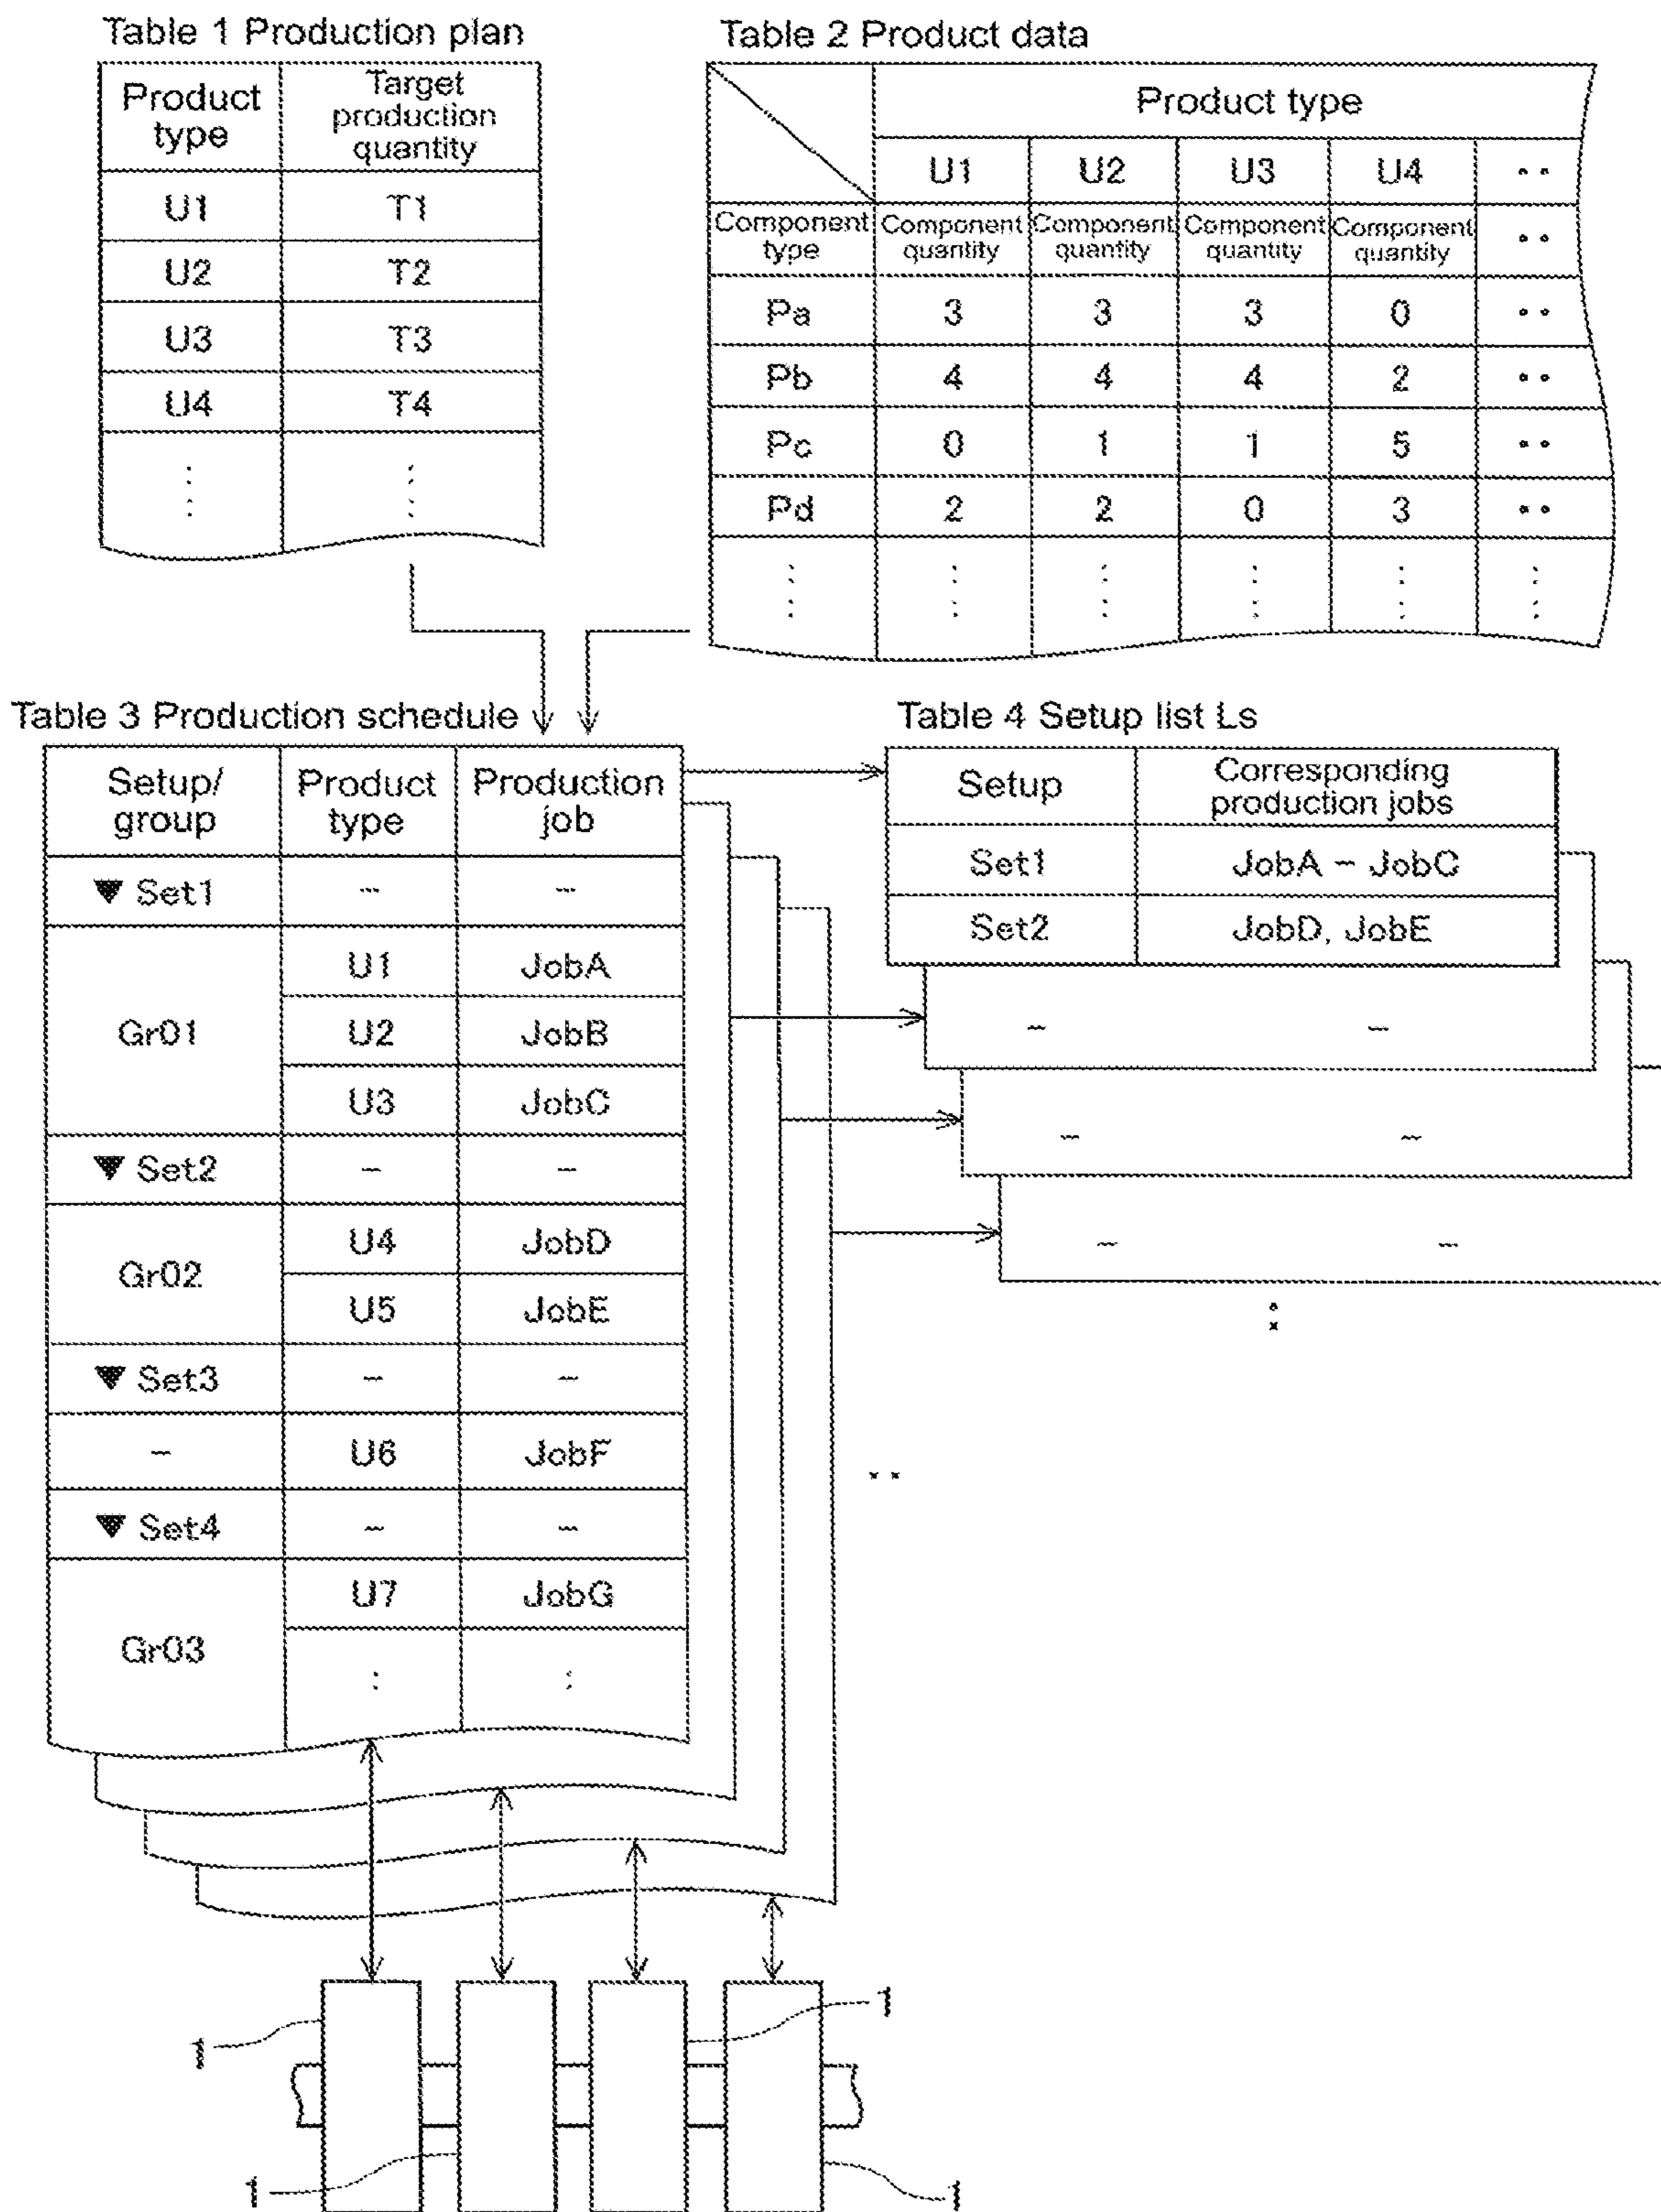 Table 1 Production plan
Product type
Target production quantity
U1 T1
U2 T2
U3 T3
U4 T4
Table 2 Product data
Product type
U1 U2 U3 U4 ・・
Component type
Component quantity
Component quantity
Component quantity
Component quantity
・・
Pa 3 3 3 0 ・・
Pb 4 4 4 2 ・・
Pc 0 1 1 5 ・・
Pd 2 2 0 3 ・・
Table 3 Production schedule
Setup/ group
Product type
Production job
▼ Set1 – –
Gr01
U1 JobA
U2 JobB
U3 JobC
▼ Set2 – –
Gr02
U4 JobD
U5 JobE
▼ Set3 – –
– U6 JobF
▼ Set4 – –
Gr03
U7 JobG
Table 4 Setup list Ls
Setup
Corresponding production jobs
Set1 JobA – JobC
Set2 JobD, JobE
– –
– –
– –
1
1
1
1